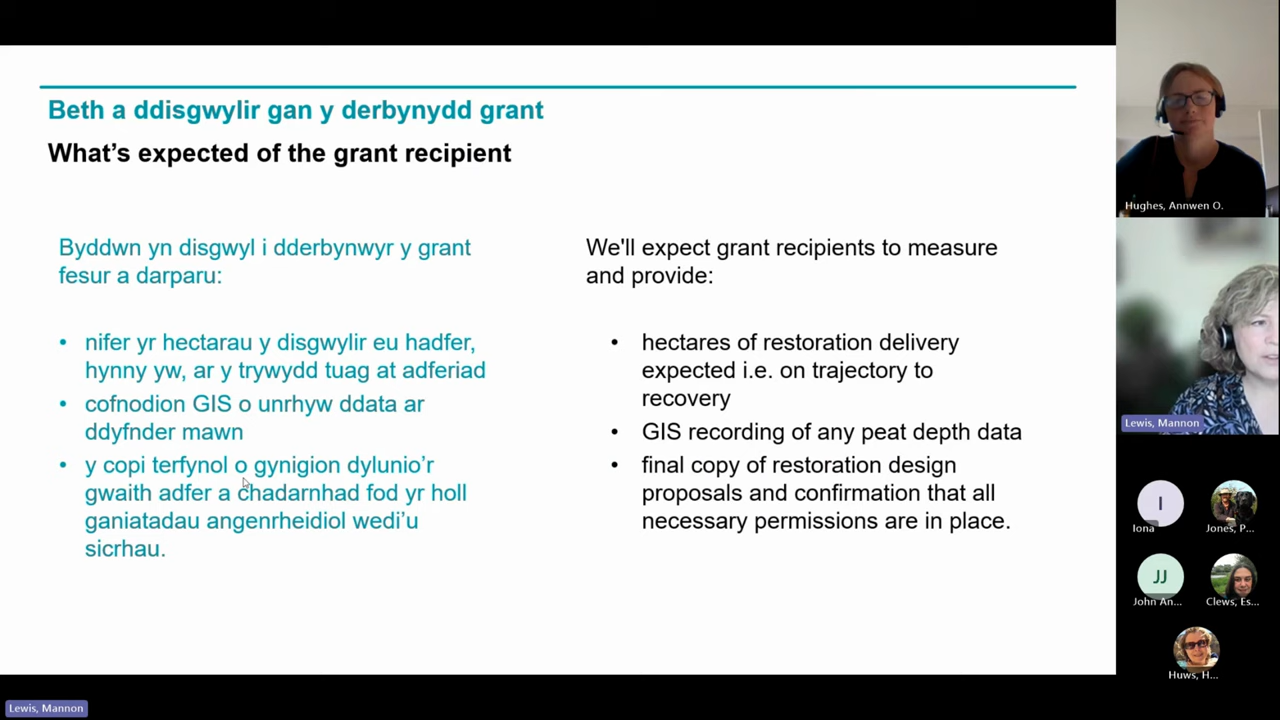 Beth a ddisgwylir gan y derbynydd grant
What's expected of the grant recipient
Byddwn yn disgwyl i dderbynwyr y grant
fesur a darparu:
• nifer yr hectarau y disgwylir eu hadfer,
hynny yw, ar y trywydd tuag at adferiad
• cofnodion GIS o unrhyw ddata ar
ddyfnder mawn
• y copi terfynol o gynigion dylunio'r
gwaith adfer a chadarnhad fod yr holl
ganiatadau angenrheidiol wedi'u
sicrhau.
We'll expect grant recipients to measure
and provide:
• hectares of restoration delivery
expected i.e. on trajectory to
recovery
• GIS recording of any peat depth data
• final copy of restoration design
proposals and confirmation that all
necessary permissions are in place.
Hughes, Annwen O.
Lewis, Mannon
I
Iona
Jones, P...
JJ
John An...
Clews, Es...
Huws, H...
Lewis, Mannon